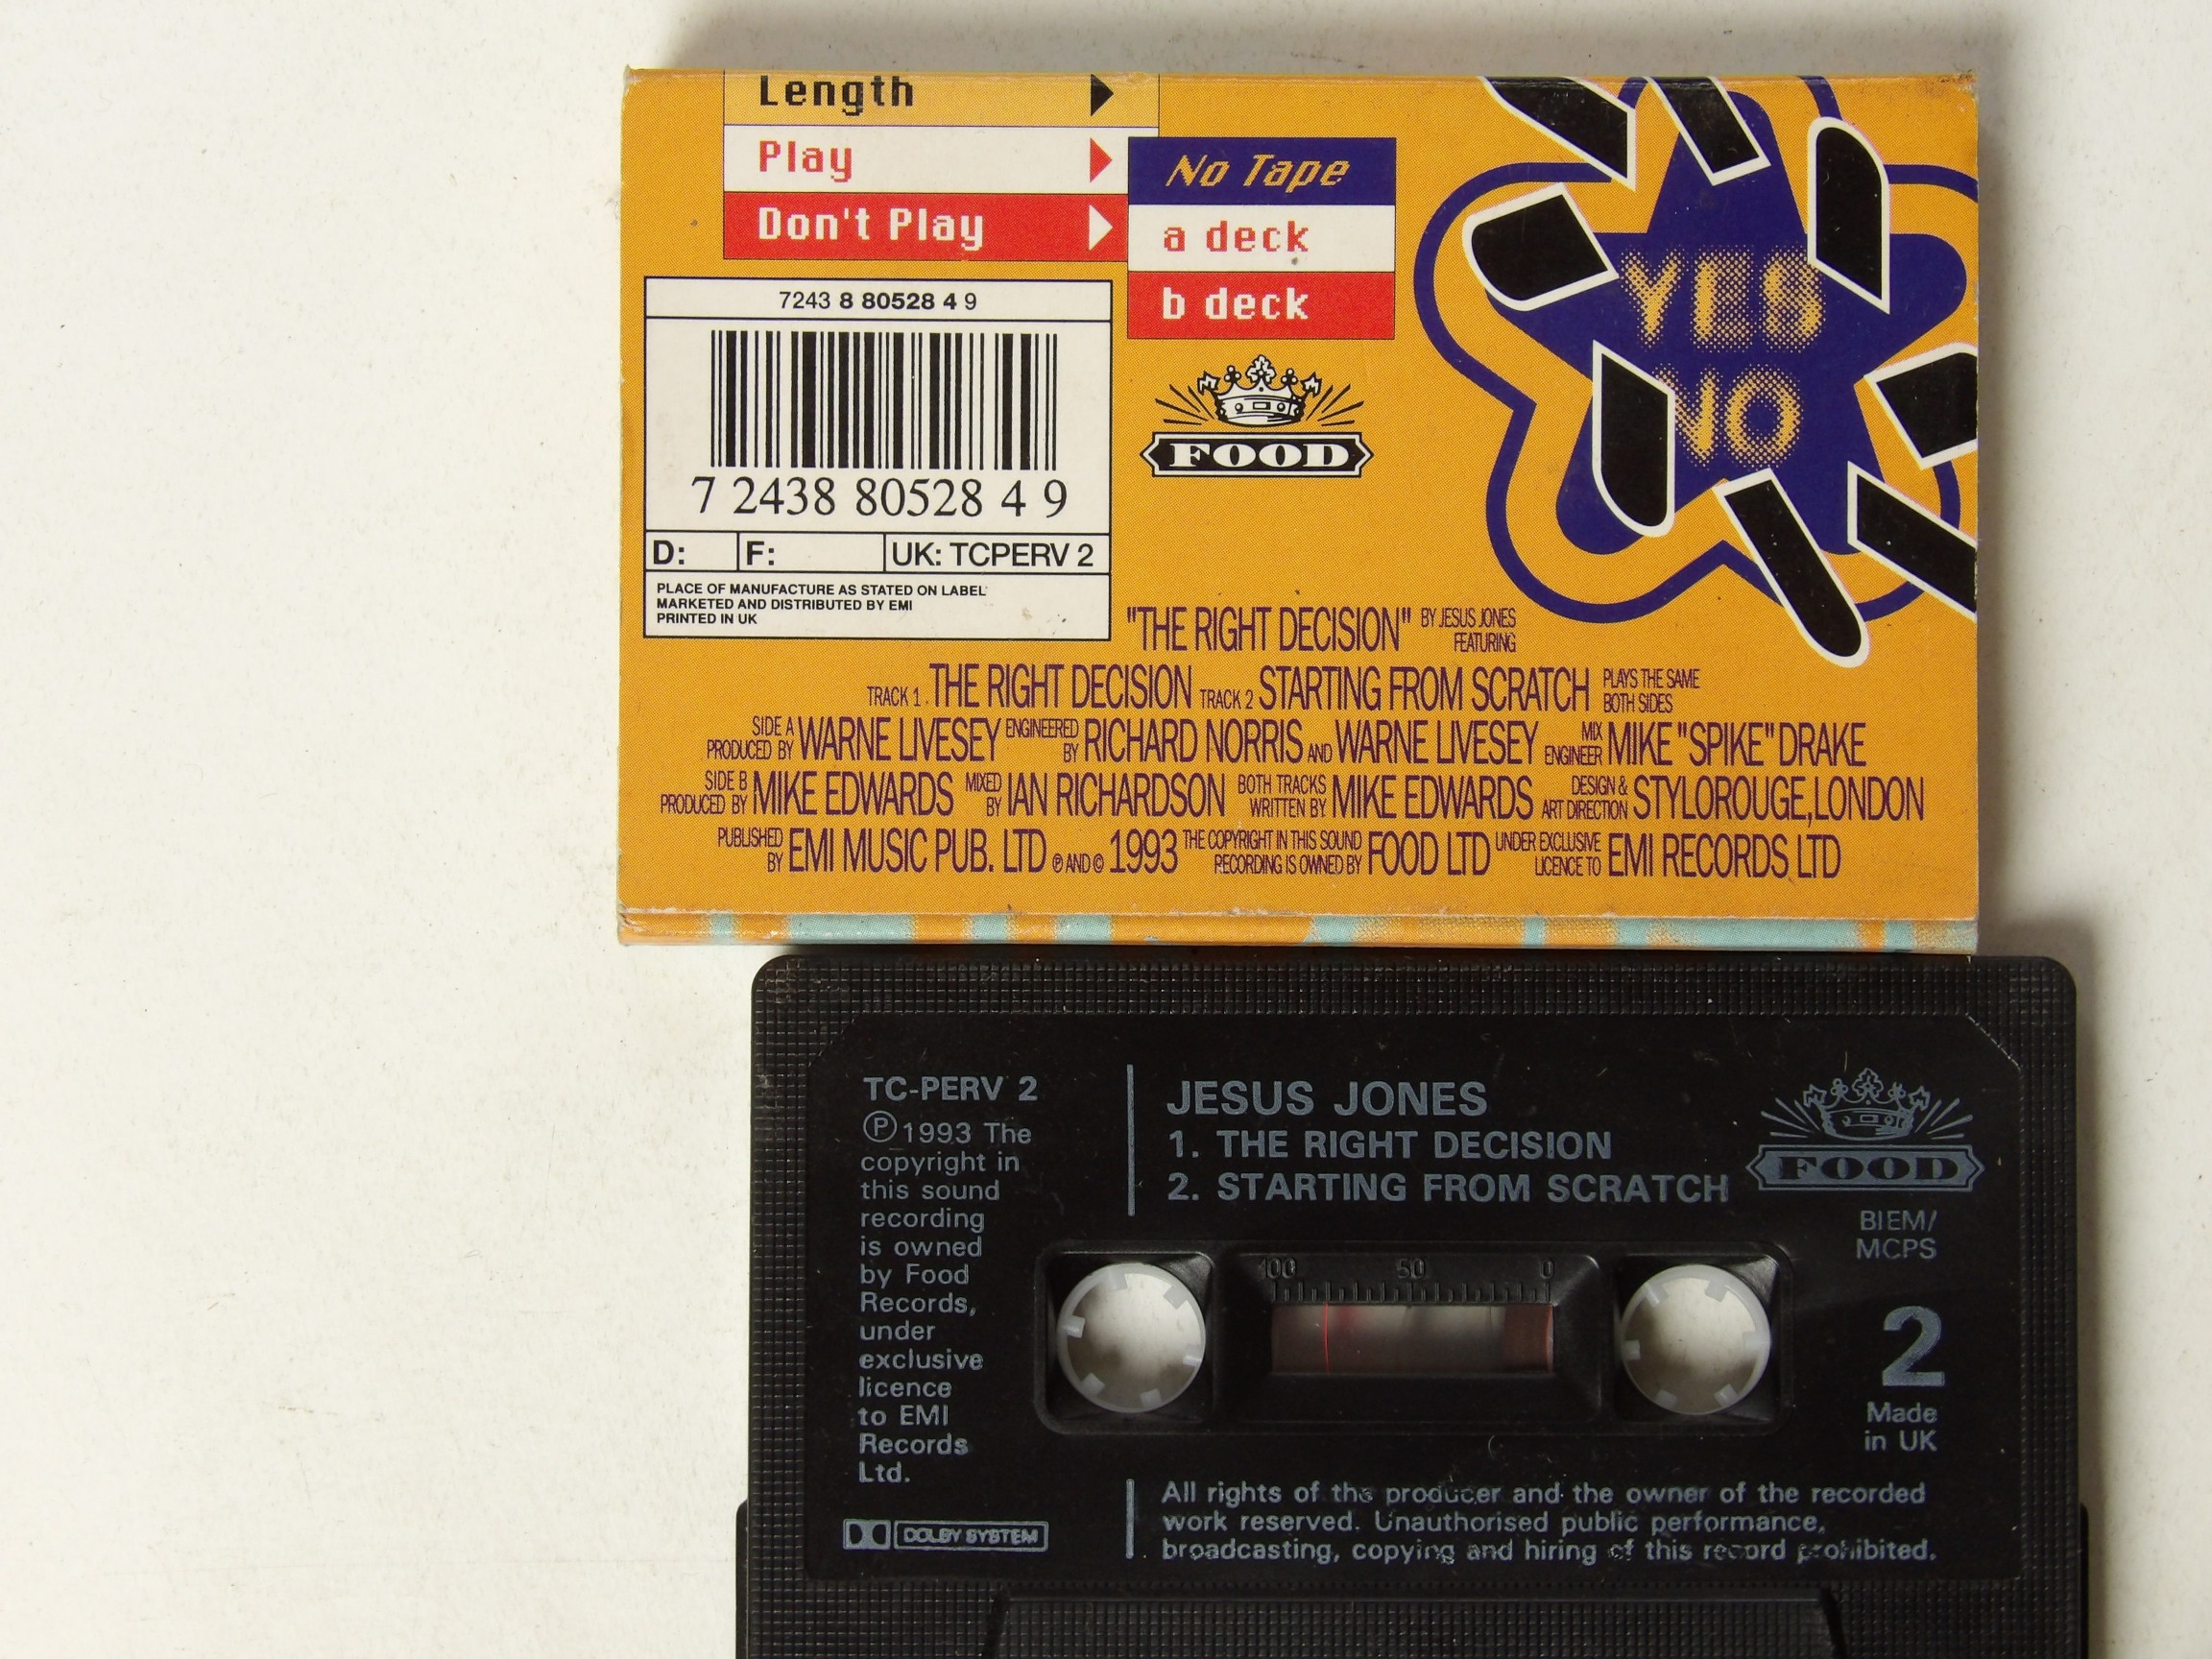 Length
Play
Don't Play
No Tape
a deck
b deck
YES
NO
7243 8 80528 4 9
7 2438 80528 4 9
D: F: UK: TCPERV 2
PLACE OF MANUFACTURE AS STATED ON LABEL
MARKETED AND DISTRIBUTED BY EMI
PRINTED IN UK
FOOD
"THE RIGHT DECISION" BY JESUS JONES FEATURING
TRACK 1. THE RIGHT DECISION TRACK 2 STARTING FROM SCRATCH PLAYS THE SAME BOTH SIDES
SIDE A PRODUCED BY WARNE LIVESEY ENGINEERED BY RICHARD NORRIS AND WARNE LIVESEY MIX ENGINEER MIKE "SPIKE" DRAKE
SIDE B PRODUCED BY MIKE EDWARDS MIXED BY IAN RICHARDSON BOTH TRACKS WRITTEN BY MIKE EDWARDS DESIGN & ART DIRECTION STYLOROUGE, LONDON
PUBLISHED BY EMI MUSIC PUB. LTD ℗ AND © 1993 THE COPYRIGHT IN THIS SOUND RECORDING IS OWNED BY FOOD LTD UNDER EXCLUSIVE LICENCE TO EMI RECORDS LTD
TC-PERV 2
℗ 1993 The
copyright in
this sound
recording
is owned
by Food
Records,
under
exclusive
licence
to EMI
Records
Ltd.
DOLBY SYSTEM
JESUS JONES
1. THE RIGHT DECISION
2. STARTING FROM SCRATCH
FOOD
BIEM/
MCPS
100 50 0
2
Made
in UK
All rights of the producer and the owner of the recorded
work reserved. Unauthorised public performance,
broadcasting, copying and hiring of this record prohibited.